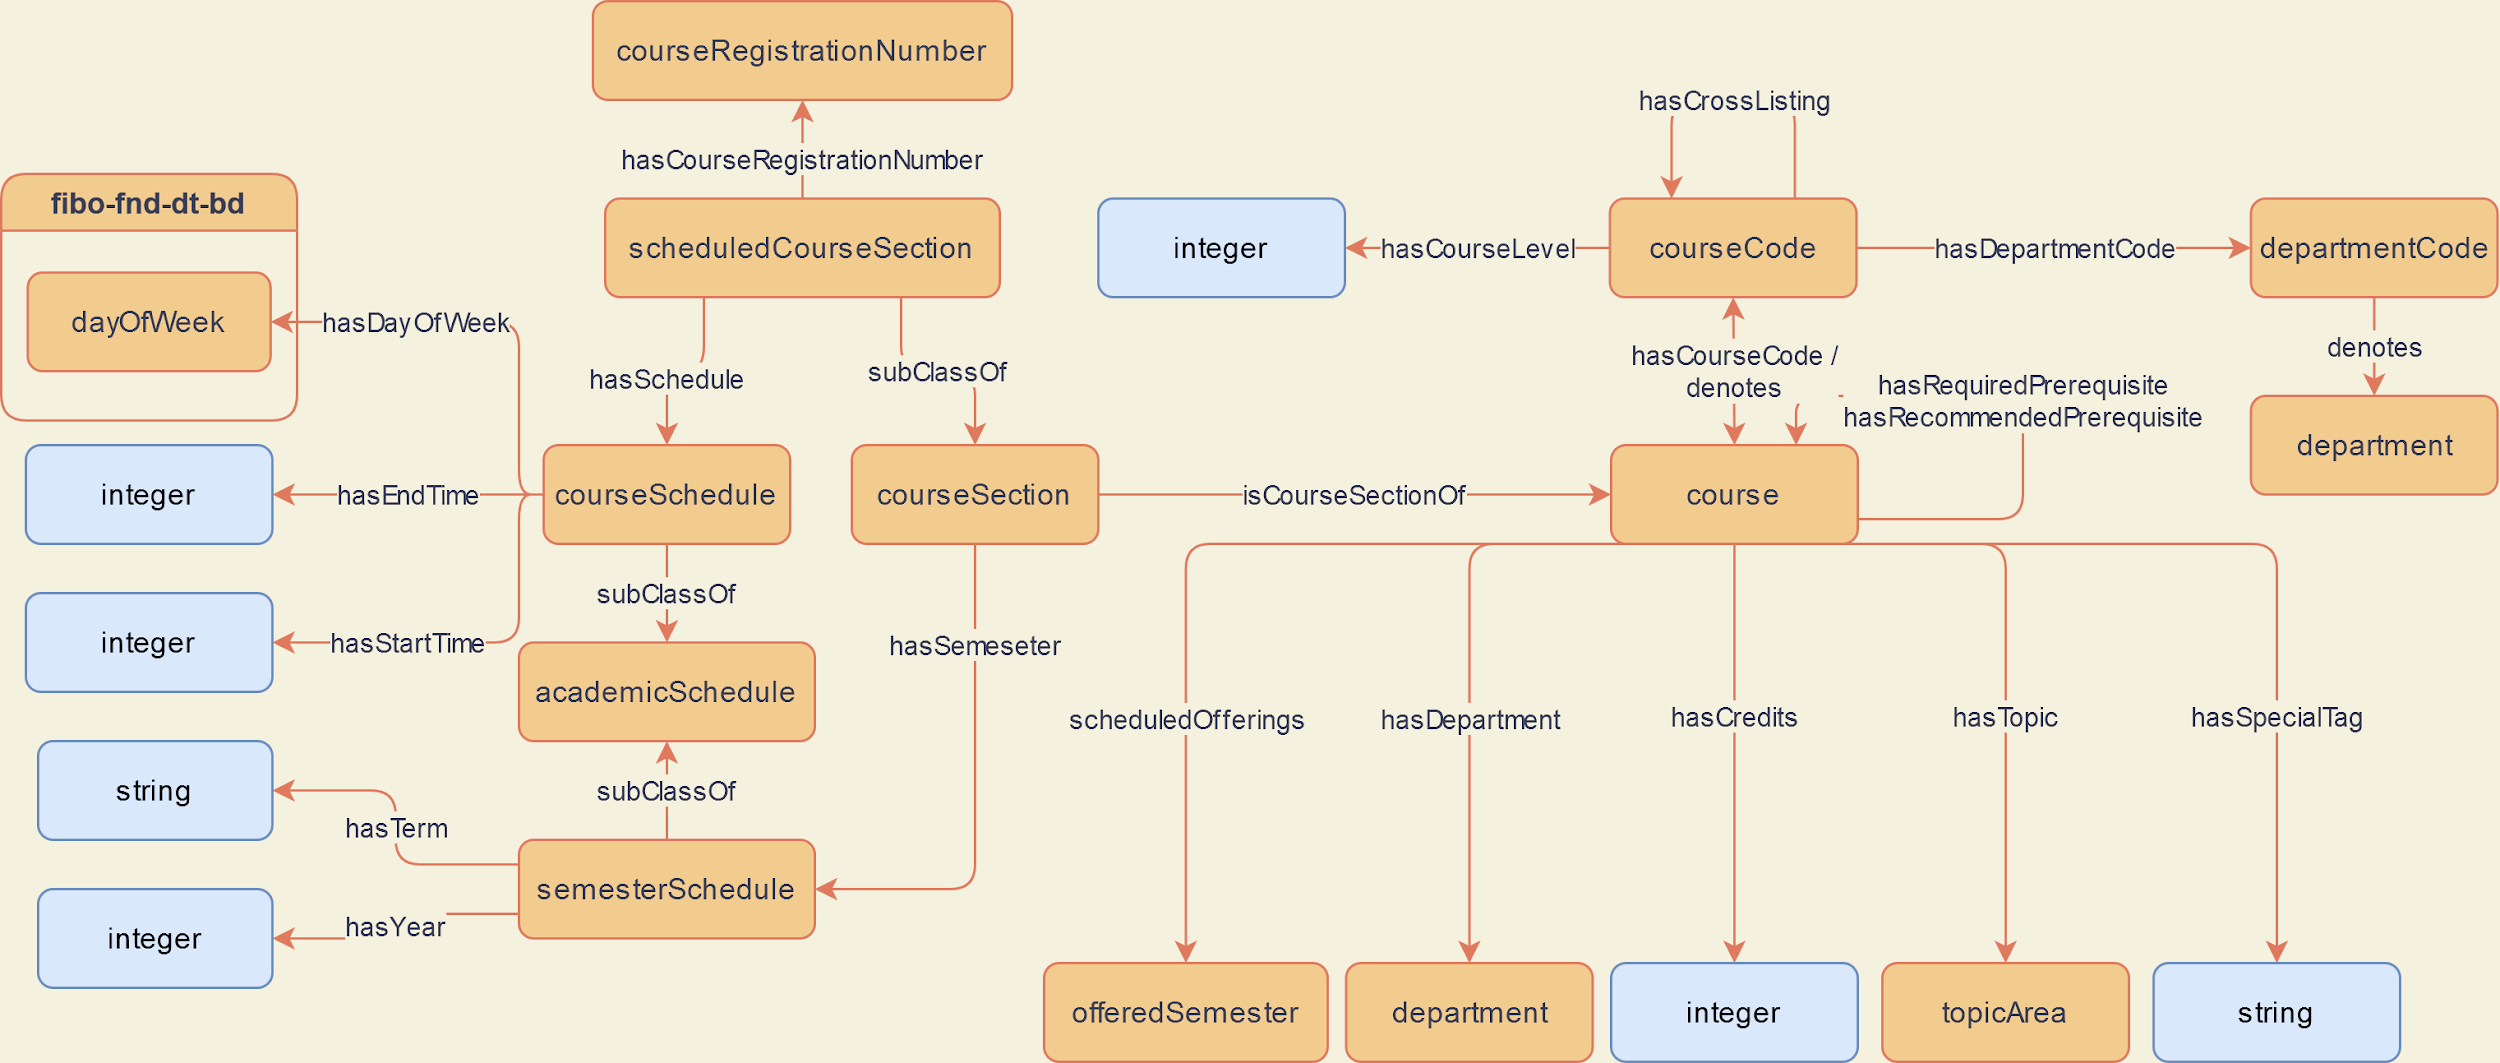 courseRegistrationNumber
hasCrossListing
hasCourseRegistrationNumber
fibo-fnd-dt-bd
scheduledCourseSection
integer
hasCourseLevel
courseCode
hasDepartmentCode
departmentCode
dayOfWeek
hasDayOfWeek
hasSchedule
subClassOf
hasCourseCode /
denotes
hasRequiredPrerequisite
hasRecommendedPrerequisite
denotes
department
integer
hasEndTime
courseSchedule
courseSection
isCourseSectionOf
course
subClassOf
integer
hasStartTime
hasSemeseter
academicSchedule
scheduledOfferings
hasDepartment
hasCredits
hasTopic
hasSpecialTag
string
subClassOf
hasTerm
semesterSchedule
integer
hasYear
offeredSemester
department
integer
topicArea
string